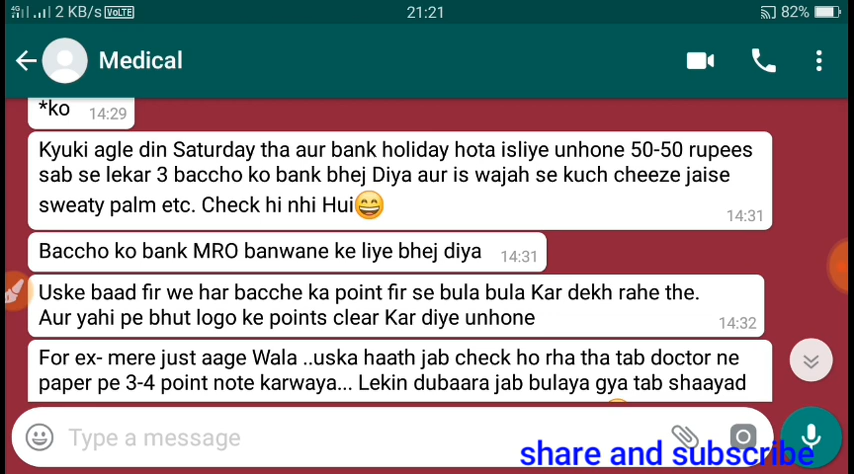 4G 2 KB/s VoLTE 21:21 82%
Medical
*ko 14:29
Kyuki agle din Saturday tha aur bank holiday hota isliye unhone 50-50 rupees
sab se lekar 3 baccho ko bank bhej Diya aur is wajah se kuch cheeze jaise
sweaty palm etc. Check hi nhi Hui😄
14:31
Baccho ko bank MRO banwane ke liye bhej diya 14:31
Uske baad fir we har bacche ka point fir se bula bula Kar dekh rahe the.
Aur yahi pe bhut logo ke points clear Kar diye unhone
14:32
For ex- mere just aage Wala ..uska haath jab check ho rha tha tab doctor ne
paper pe 3-4 point note karwaya... Lekin dubaara jab bulaya gya tab shaayad
Type a message
share and subscribe